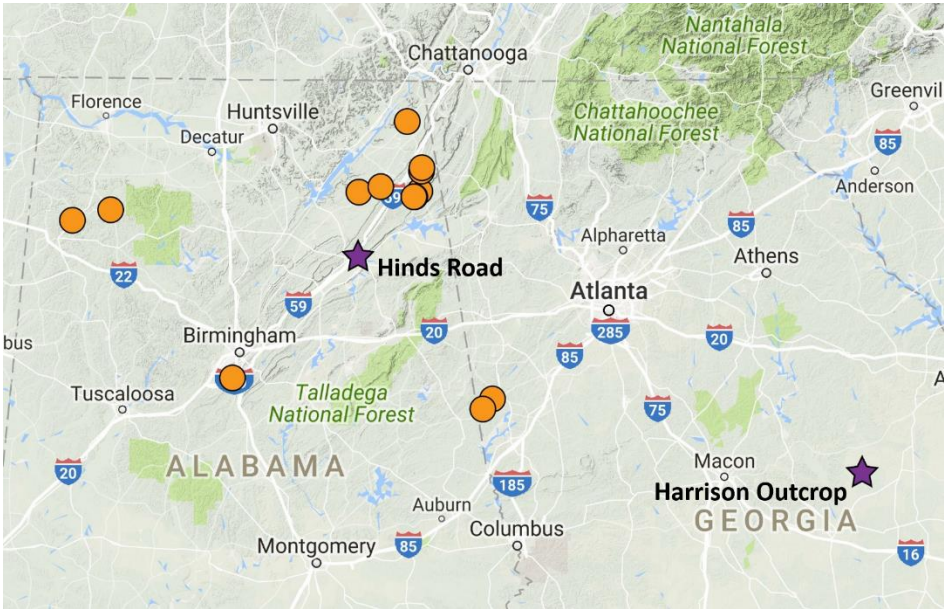 Nantahala
National Forest
Chattanooga
Florence
Huntsville
Decatur
Chattahoochee
National Forest
Greenvil
85
Anderson
59
75
85
Alpharetta
Athens
Hinds Road
22
Atlanta
59
285
20
20
bus
Birmingham
85
Talladega
National Forest
Tuscaloosa
75
A
20
ALABAMA
185
Macon
Harrison Outcrop
GEORGIA
Auburn
Columbus
Montgomery
85
16